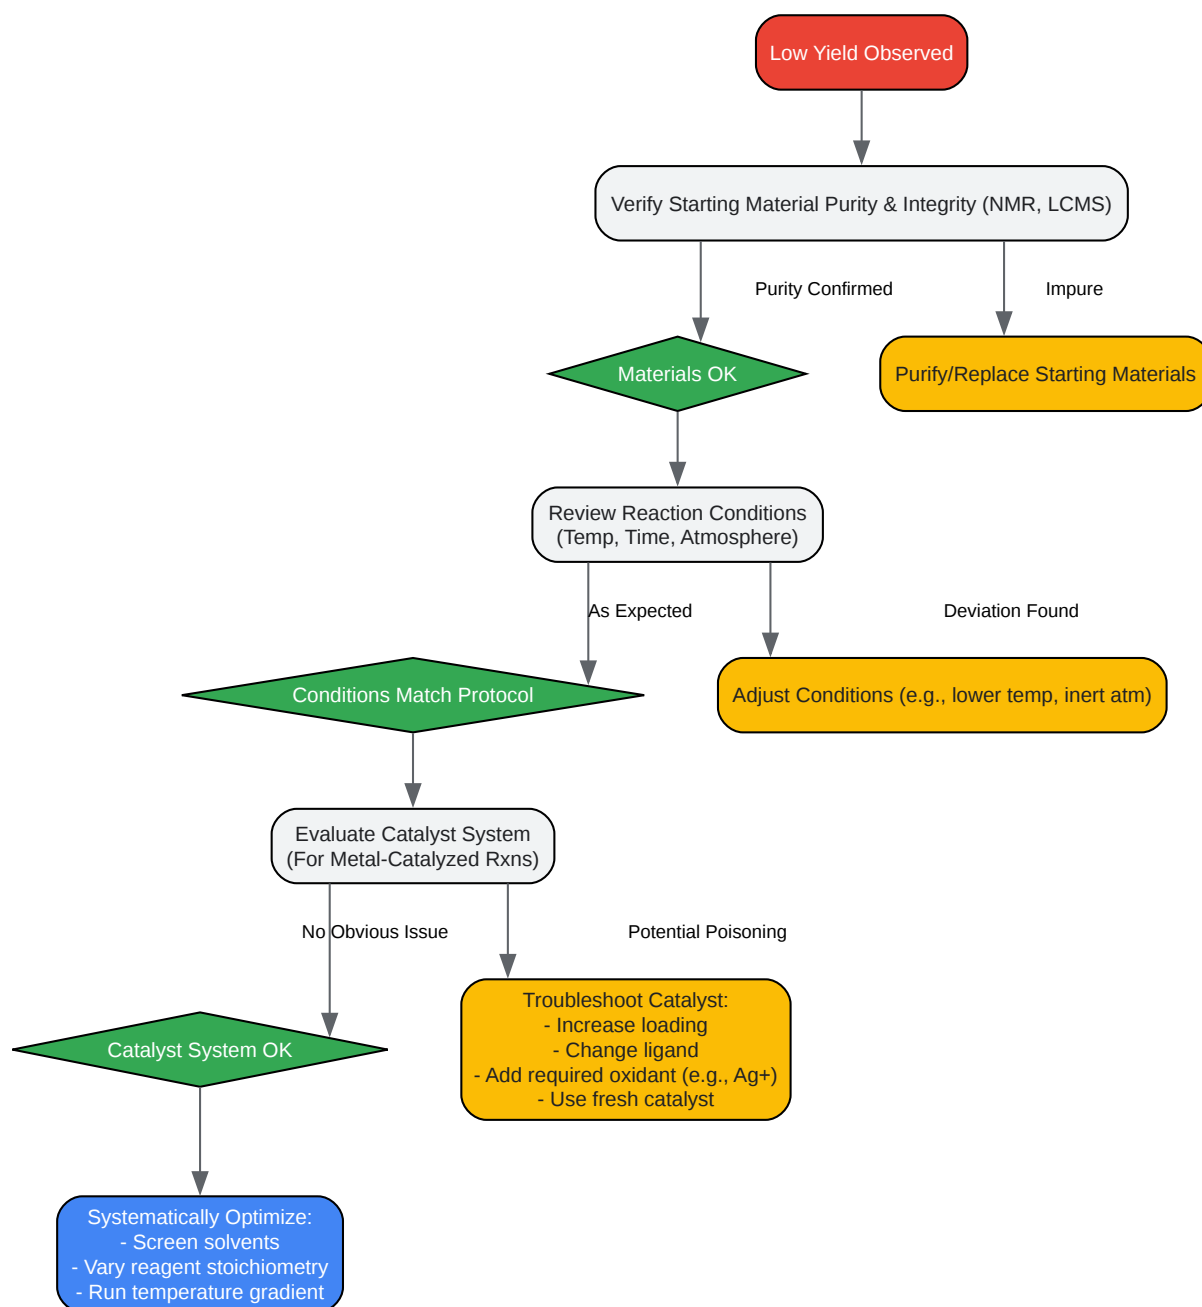 Low Yield Observed
Verify Starting Material Purity & Integrity (NMR, LCMS)
Purity Confirmed
Impure
Materials OK
Purify/Replace Starting Materials
Review Reaction Conditions
(Temp, Time, Atmosphere)
As Expected
Deviation Found
Conditions Match Protocol
Adjust Conditions (e.g., lower temp, inert atm)
Evaluate Catalyst System
(For Metal-Catalyzed Rxns)
No Obvious Issue
Potential Poisoning
Catalyst System OK
Troubleshoot Catalyst:
- Increase loading
- Change ligand
- Add required oxidant (e.g., Ag+)
- Use fresh catalyst
Systematically Optimize:
- Screen solvents
- Vary reagent stoichiometry
- Run temperature gradient